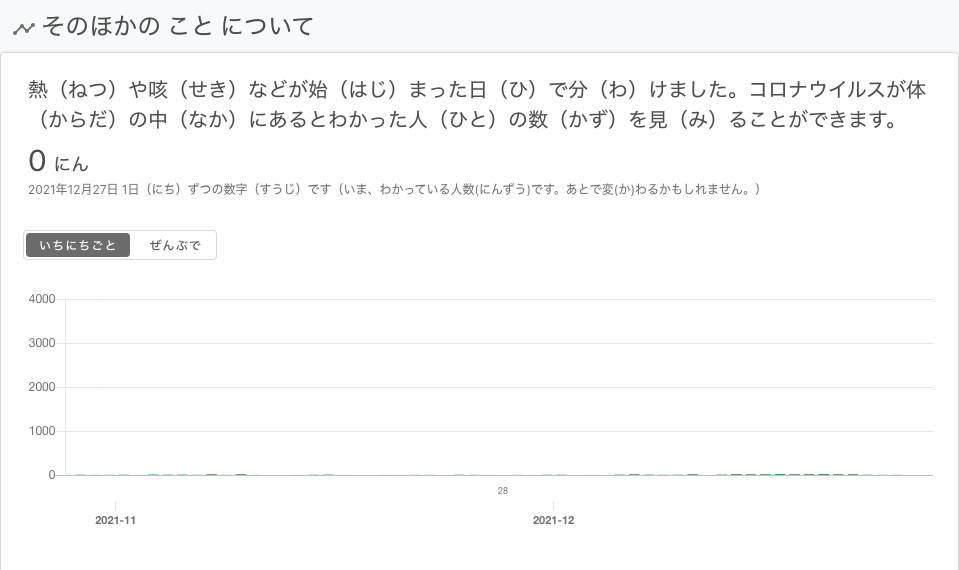 そのほかの こと について
熱（ねつ）や咳（せき）などが始（はじ）まった日（ひ）で分（わ）けました。コロナウイルスが体
（からだ）の中（なか）にあるとわかった人（ひと）の数（かず）を見（み）ることができます。
0 にん
2021年12月27日 1日（にち）ずつの数字（すうじ）です（いま、わかっている人数(にんずう)です。あとで変(か)わるかもしれません。）
いちにちごと ぜんぶで
4000
3000
2000
1000
0
28
2021-11 2021-12